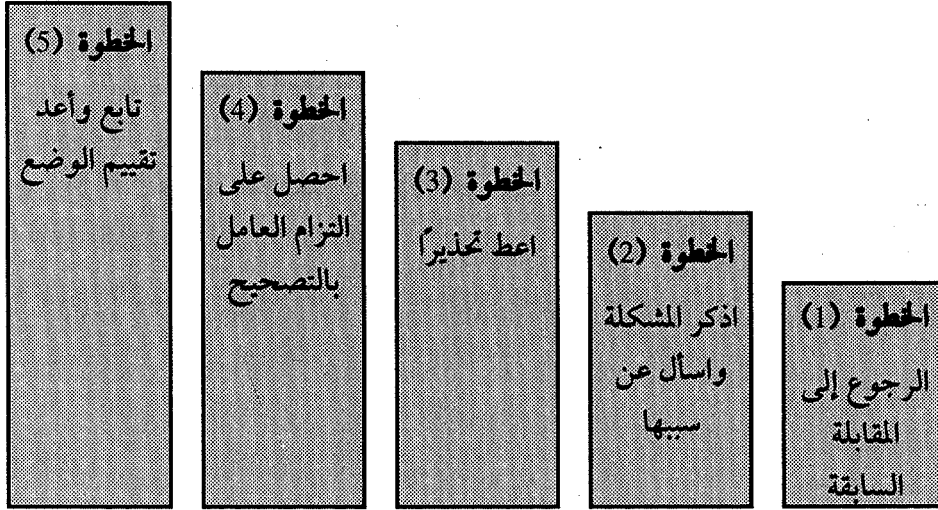 الخطوة (1)
الرجوع إلى
المقابلة
السابقة
الخطوة (2)
اذكر المشكلة
واسأل عن
سببها
الخطوة (3)
اعط تحذيرًا
الخطوة (4)
احصل على
التزام العامل
بالتصحيح
الخطوة (5)
تابع وأعد
تقييم الوضع